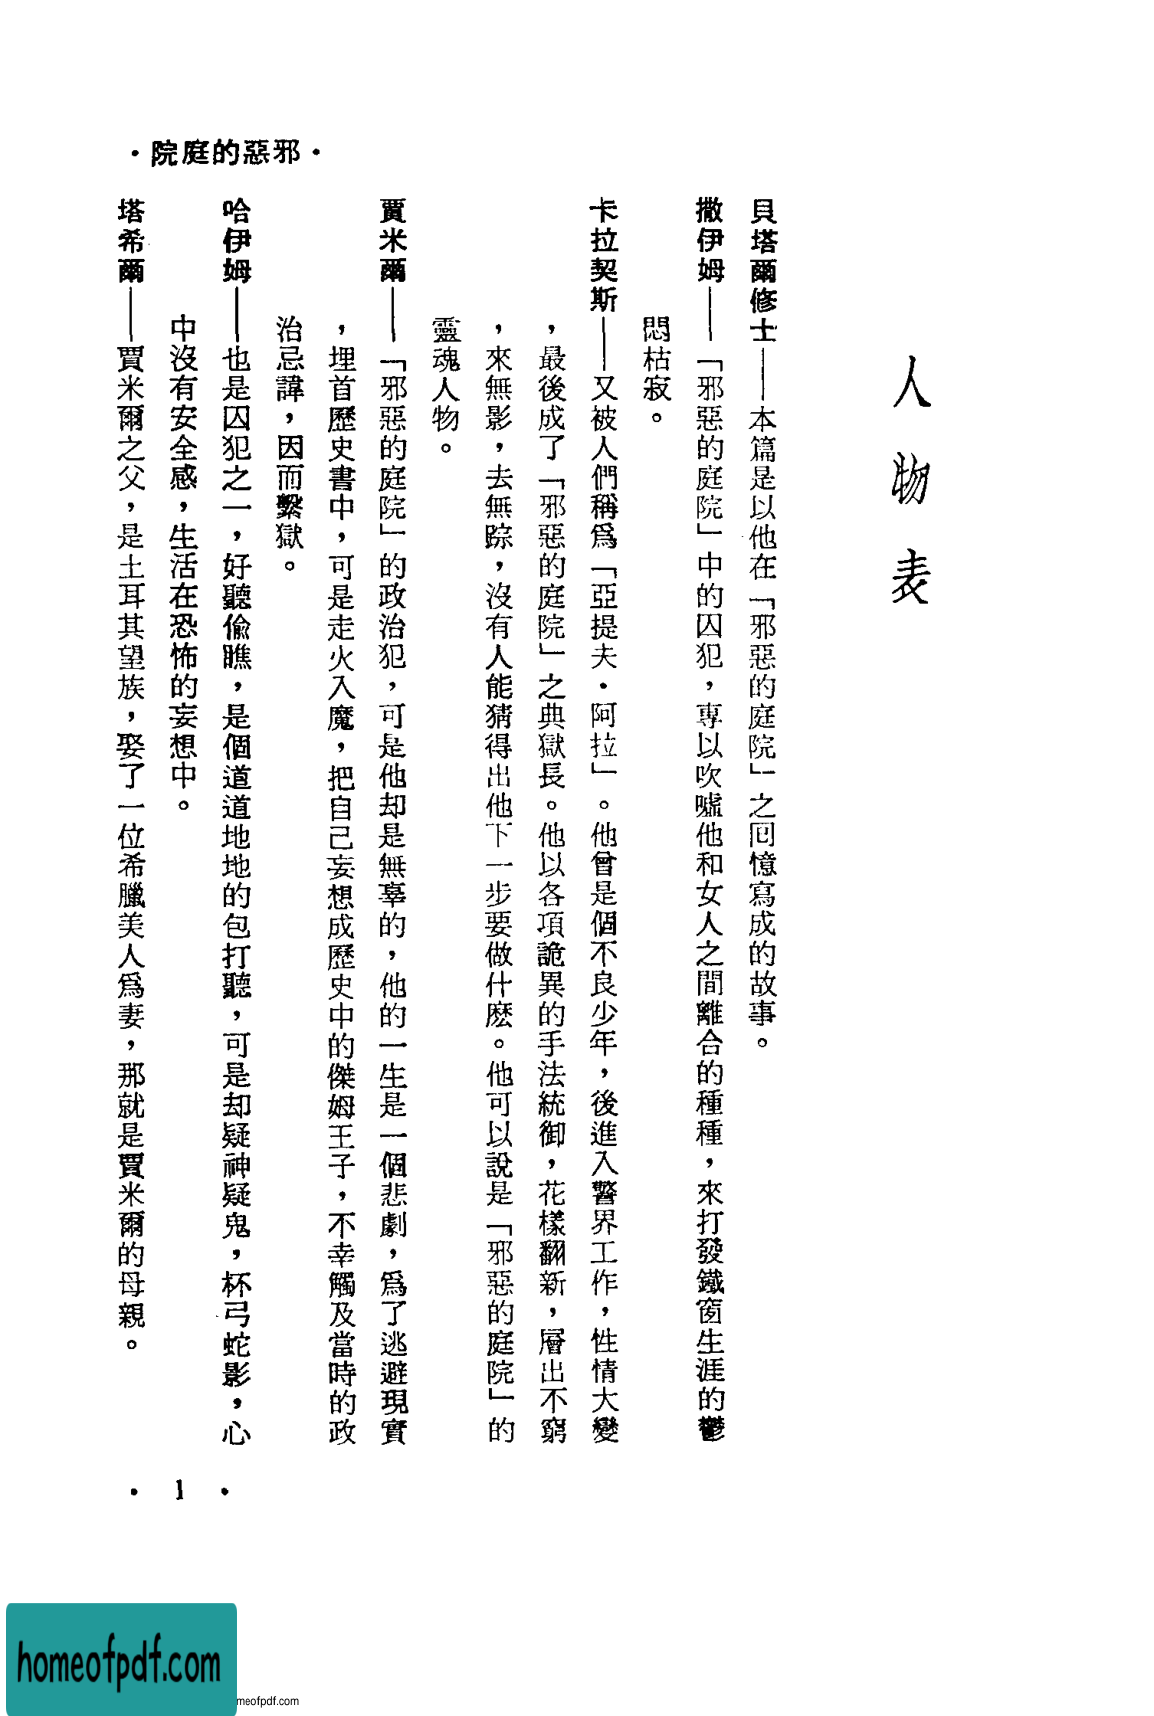 人物表
貝塔爾修士——本篇是以他在「邪惡的庭院」之囘憶寫成的故事。
撒伊姆——「邪惡的庭院」中的囚犯，專以吹噓他和女人之間離合的種種，來打發鐵窗生涯的鬱
悶枯寂。
卡拉契斯——又被人們稱爲「亞提夫·阿拉」。他曾是個不良少年，後進入警界工作，性情大變
，最後成了「邪惡的庭院」之典獄長。他以各項詭異的手法統御，花樣翻新，層出不窮
，來無影，去無踪，沒有人能猜得出他下一步要做什麽。他可以說是「邪惡的庭院」的
靈魂人物。
賈米爾——「邪惡的庭院」的政治犯，可是他却是無辜的，他的一生是一個悲劇，爲了逃避現實
，埋首歷史書中，可是走火入魔，把自己妄想成歷史中的傑姆王子，不幸觸及當時的政
治忌諱，因而繫獄。
哈伊姆——也是囚犯之一，好聽偷瞧，是個道道地地的包打聽，可是却疑神疑鬼，杯弓蛇影，心
中沒有安全感，生活在恐怖的妄想中。
塔希爾——賈米爾之父，是土耳其望族，娶了一位希臘美人爲妻，那就是賈米爾的母親。
·院庭的惡邪·
· 1 ·
homeofpdf.com
meofpdf.com